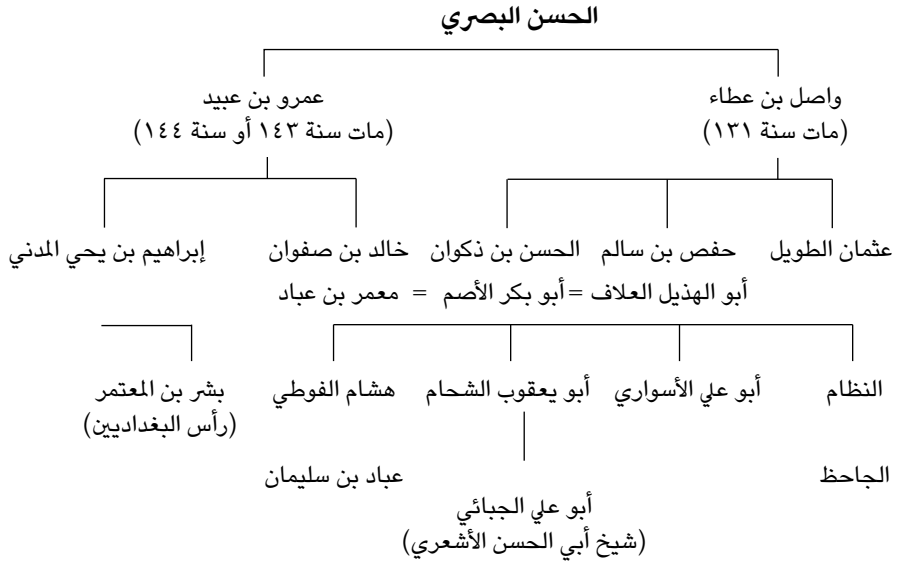 الحسن البصري
واصل بن عطاء عمرو بن عبيد
(مات سنة ١٣١) (مات سنة ١٤٣ أو سنة ١٤٤)
عثمان الطويل حفص بن سالم الحسن بن ذكوان خالد بن صفوان إبراهيم بن يحي المدني
أبو الهذيل العلاف = أبو بكر الأصم = معمر بن عباد
النظام أبو علي الأسواري أبو يعقوب الشحام هشام الفوطي بشر بن المعتمر
(رأس البغداديين)
الجاحظ عباد بن سليمان
أبو علي الجبائي
(شيخ أبي الحسن الأشعري)